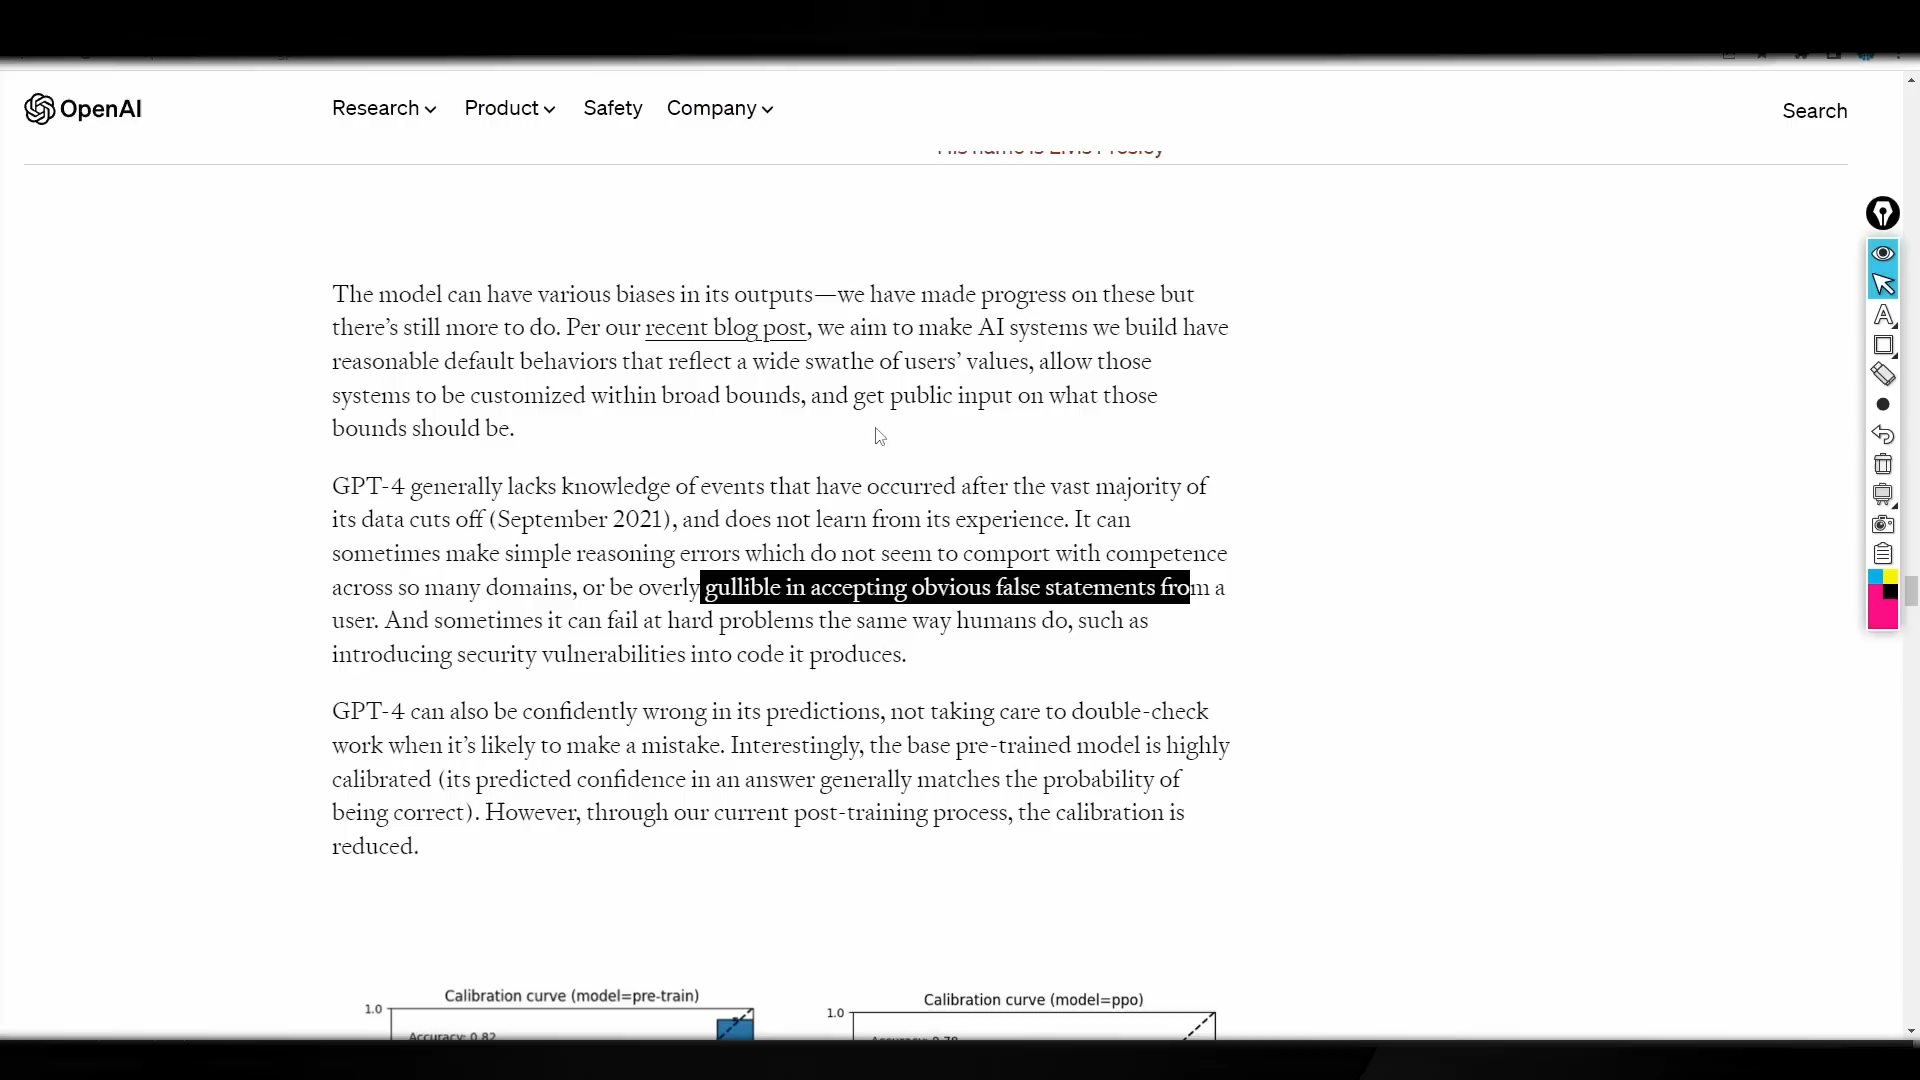 OpenAI
Research
Product
Safety
Company
Search
His name is Elvis Presley
The model can have various biases in its outputs—we have made progress on these but
there’s still more to do. Per our recent blog post, we aim to make AI systems we build have
reasonable default behaviors that reflect a wide swathe of users’ values, allow those
systems to be customized within broad bounds, and get public input on what those
bounds should be.
GPT-4 generally lacks knowledge of events that have occurred after the vast majority of
its data cuts off (September 2021), and does not learn from its experience. It can
sometimes make simple reasoning errors which do not seem to comport with competence
across so many domains, or be overly gullible in accepting obvious false statements from a
user. And sometimes it can fail at hard problems the same way humans do, such as
introducing security vulnerabilities into code it produces.
GPT-4 can also be confidently wrong in its predictions, not taking care to double-check
work when it’s likely to make a mistake. Interestingly, the base pre-trained model is highly
calibrated (its predicted confidence in an answer generally matches the probability of
being correct). However, through our current post-training process, the calibration is
reduced.
Calibration curve (model=pre-train)
1.0
Accuracy: 0.82
Calibration curve (model=ppo)
1.0
Accuracy: 0.78